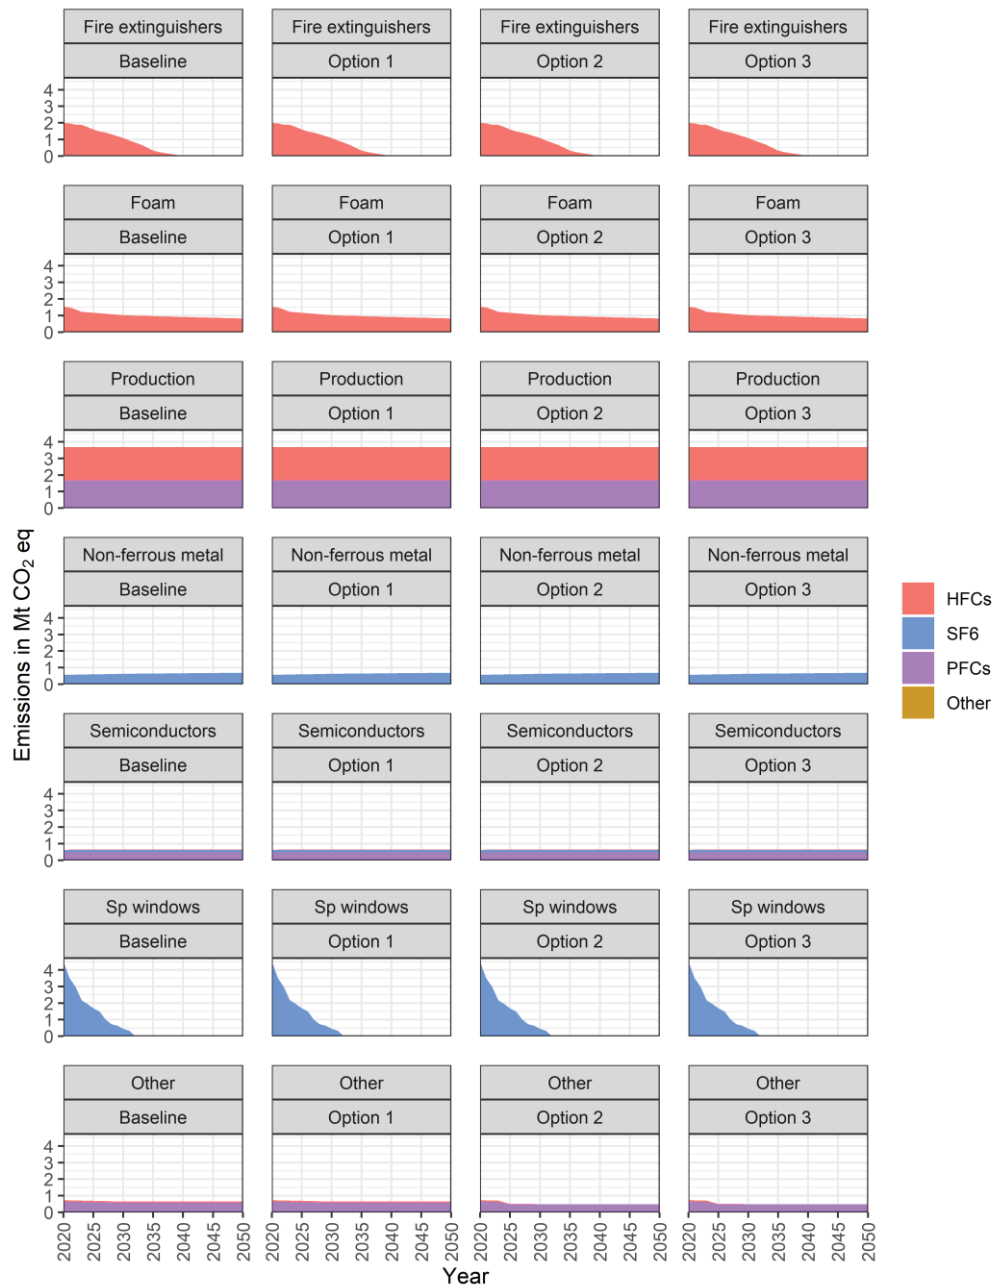 Fire extinguishers Fire extinguishers Fire extinguishers Fire extinguishers
Baseline Option 1 Option 2 Option 3
4
3
2
1
0
Foam Foam Foam Foam
Baseline Option 1 Option 2 Option 3
4
3
2
1
0
Production Production Production Production
Baseline Option 1 Option 2 Option 3
4
3
2
1
0
Non-ferrous metal Non-ferrous metal Non-ferrous metal Non-ferrous metal
Baseline Option 1 Option 2 Option 3
4
3
2
1
0
Semiconductors Semiconductors Semiconductors Semiconductors
Baseline Option 1 Option 2 Option 3
4
3
2
1
0
Sp windows Sp windows Sp windows Sp windows
Baseline Option 1 Option 2 Option 3
4
3
2
1
0
Other Other Other Other
Baseline Option 1 Option 2 Option 3
4
3
2
1
0
2020 2025 2030 2035 2040 2045 2050 2020 2025 2030 2035 2040 2045 2050 2020 2025 2030 2035 2040 2045 2050 2020 2025 2030 2035 2040 2045 2050
Year
Emissions in Mt CO₂ eq
HFCs
SF6
PFCs
Other